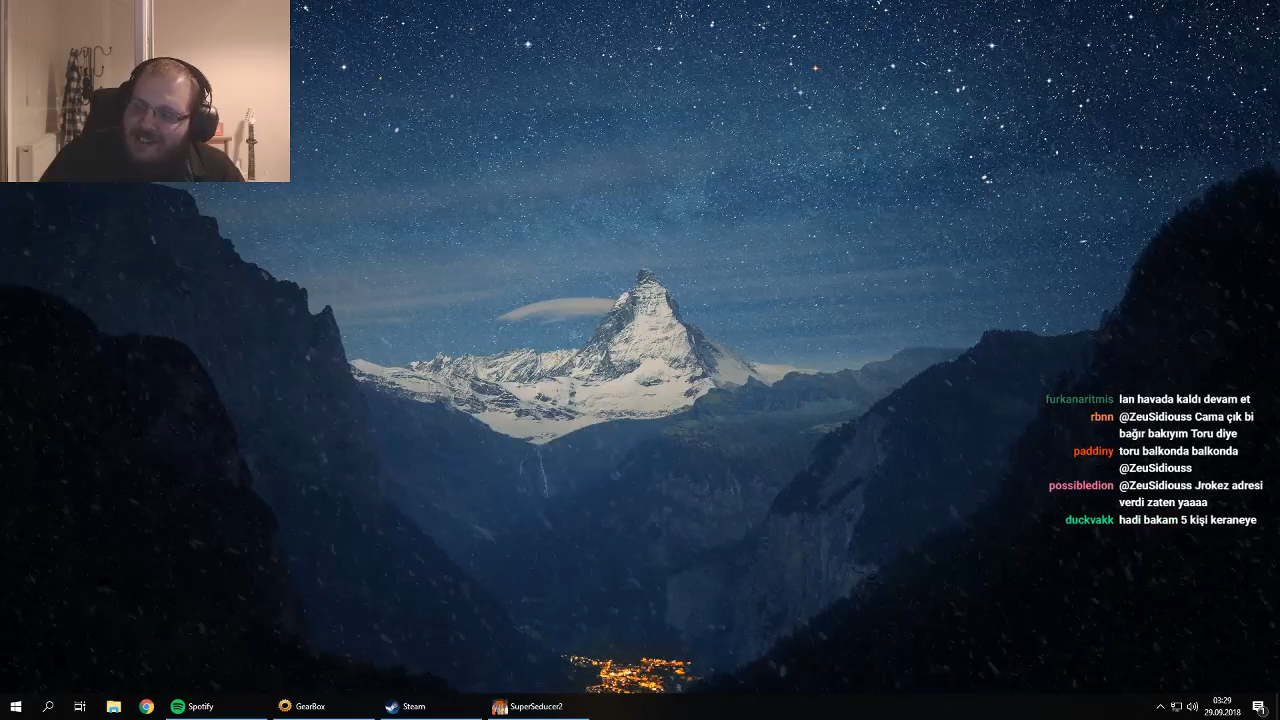 furkanaritmis lan havada kaldı devam et
rbnn @ZeuSidiouss Cama çık bi
bağır bakıyım Toru diye
paddiny toru balkonda balkonda
@ZeuSidiouss
possibledion @ZeuSidiouss Jrokez adresi
verdi zaten yaaaa
duckvakk hadi bakam 5 kişi keraneye
Spotify GearBox Steam SuperSeducer2
03:29
29.09.2018